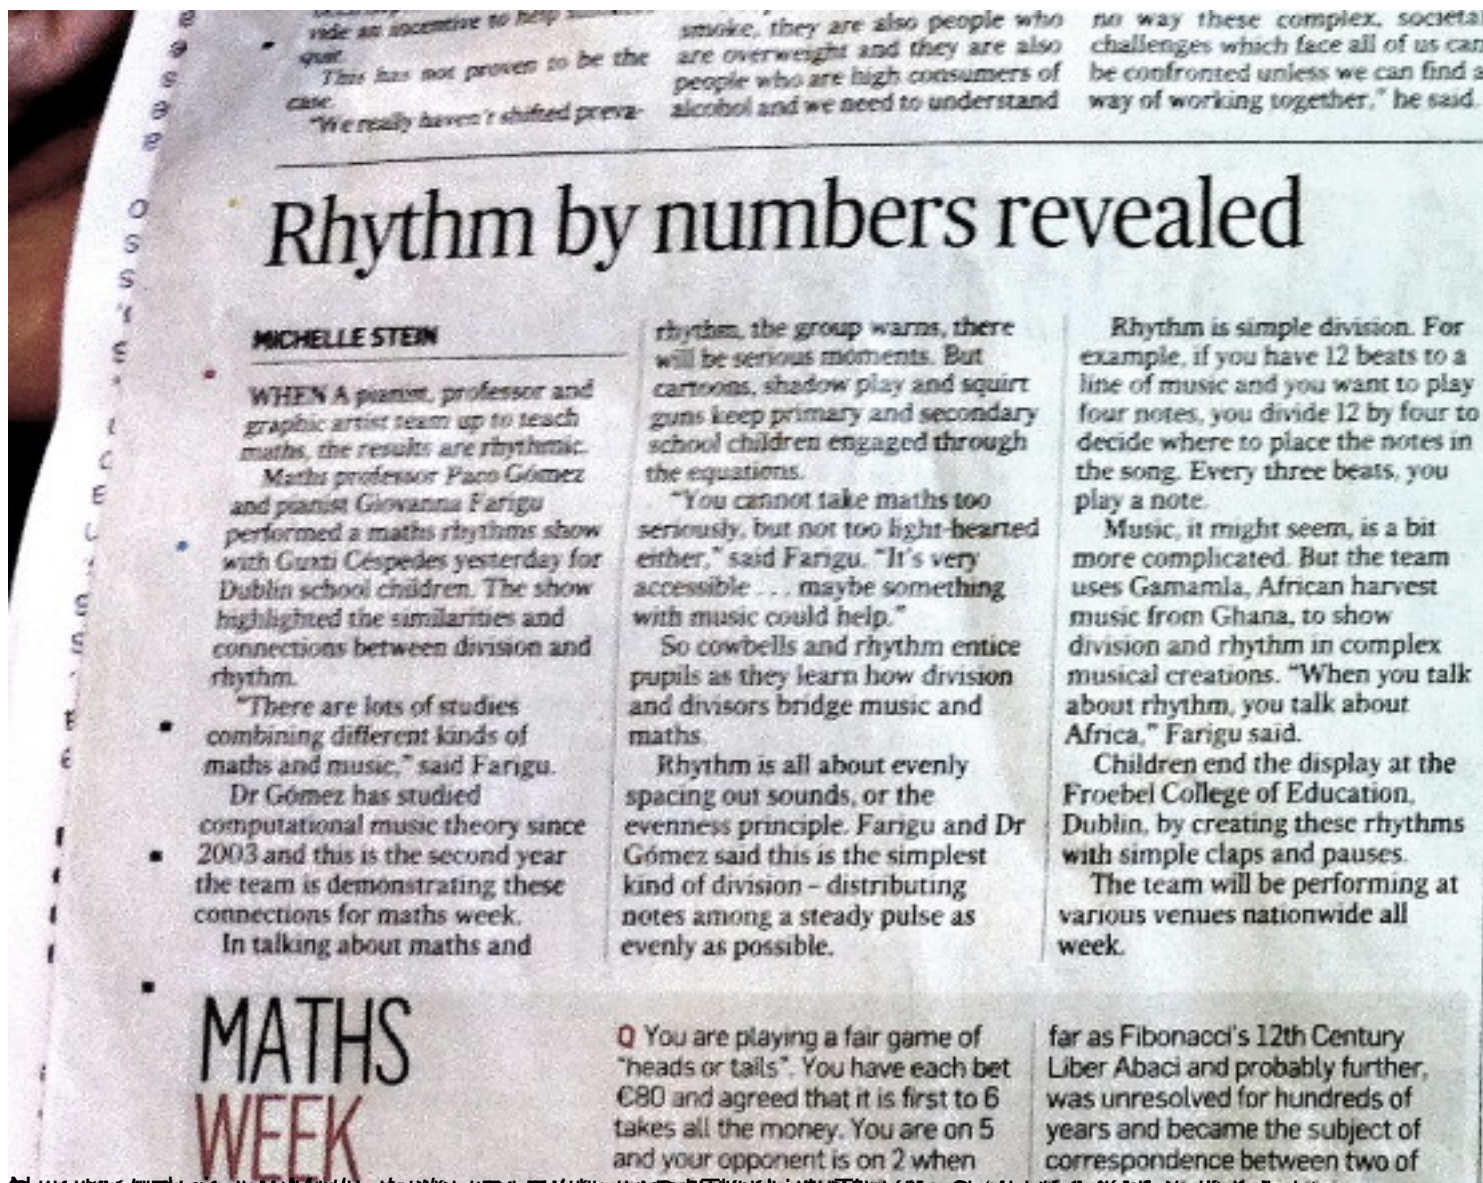 vide an incentive to help
quit.
This has not proven to be the
case.
"We really haven't shifted preva-
smoke, they are also people who
are overweight and they are also
people who are high consumers of
alcohol and we need to understand
no way these complex, societal
challenges which face all of us can
be confronted unless we can find a
way of working together," he said.
Rhythm by numbers revealed
MICHELLE STEIN
WHEN A pianist, professor and
graphic artist team up to teach
maths, the results are rhythmic.
Maths professor Paco Gómez
and pianist Giovanna Farigu
performed a maths rhythms show
with Guxti Céspedes yesterday for
Dublin school children. The show
highlighted the similarities and
connections between division and
rhythm.
"There are lots of studies
combining different kinds of
maths and music," said Farigu.
Dr Gómez has studied
computational music theory since
2003 and this is the second year
the team is demonstrating these
connections for maths week.
In talking about maths and
rhythm, the group warns, there
will be serious moments. But
cartoons, shadow play and squirt
guns keep primary and secondary
school children engaged through
the equations.
"You cannot take maths too
seriously, but not too light-hearted
either," said Farigu. "It's very
accessible . . . maybe something
with music could help."
So cowbells and rhythm entice
pupils as they learn how division
and divisors bridge music and
maths.
Rhythm is all about evenly
spacing out sounds, or the
evenness principle. Farigu and Dr
Gómez said this is the simplest
kind of division – distributing
notes among a steady pulse as
evenly as possible.
Rhythm is simple division. For
example, if you have 12 beats to a
line of music and you want to play
four notes, you divide 12 by four to
decide where to place the notes in
the song. Every three beats, you
play a note.
Music, it might seem, is a bit
more complicated. But the team
uses Gamamla, African harvest
music from Ghana, to show
division and rhythm in complex
musical creations. "When you talk
about rhythm, you talk about
Africa," Farigu said.
Children end the display at the
Froebel College of Education,
Dublin, by creating these rhythms
with simple claps and pauses.
The team will be performing at
various venues nationwide all
week.
MATHS
WEEK
Q You are playing a fair game of
"heads or tails". You have each bet
€80 and agreed that it is first to 6
takes all the money. You are on 5
and your opponent is on 2 when
far as Fibonacci's 12th Century
Liber Abaci and probably further,
was unresolved for hundreds of
years and became the subject of
correspondence between two of